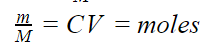 m/M = CV = moles